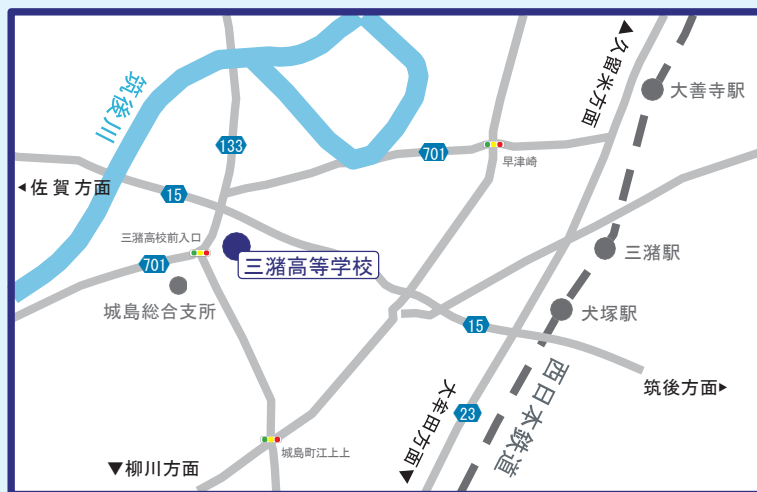 筑後川
▲久留米方面
大善寺駅
133
701
早津崎
◀佐賀方面
15
三潴高校前入口
三潴駅
701
三潴高等学校
城島総合支所
犬塚駅
15
西日本鉄道
筑後方面▶
大牟田方面▶
23
城島町江上上
▼柳川方面